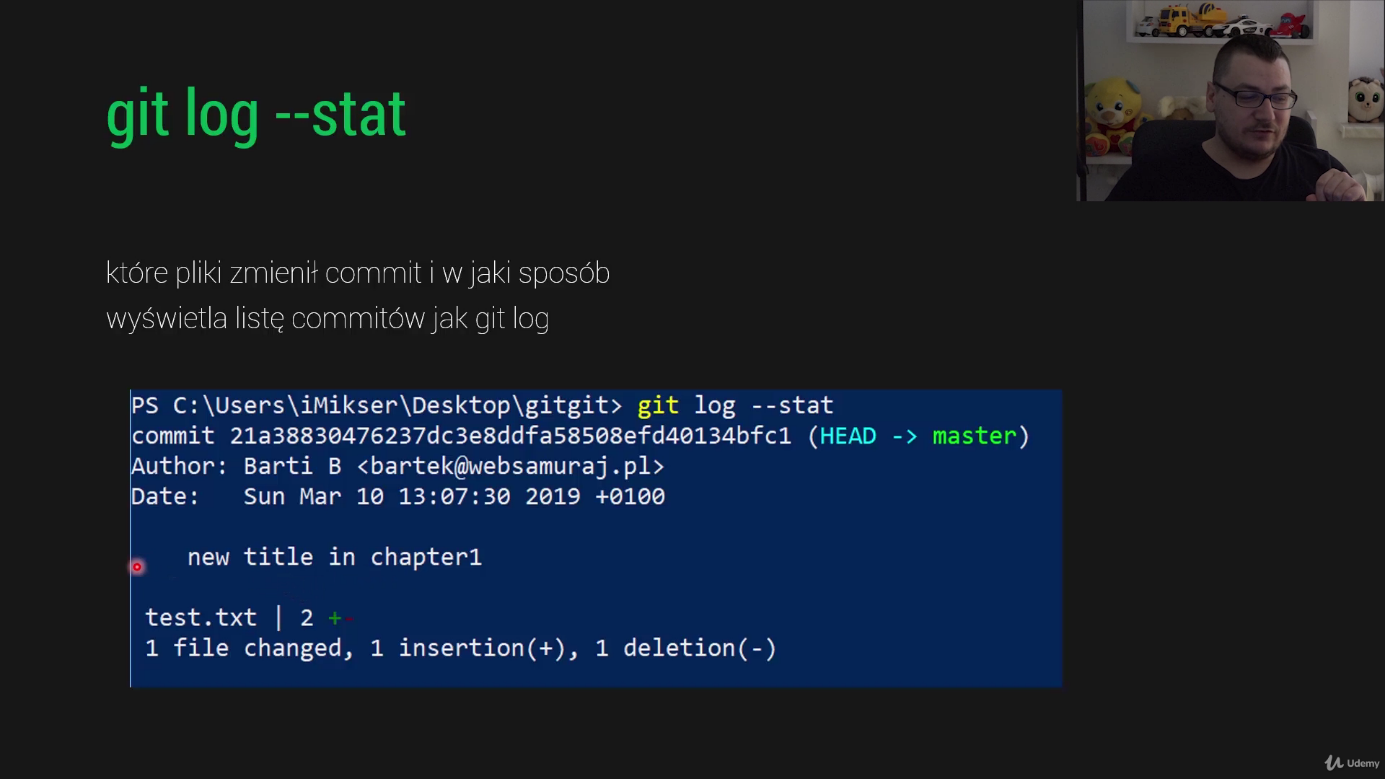 git log --stat
które pliki zmienił commit i w jaki sposób
wyświetla listę commitów jak git log
PS C:\Users\iMikser\Desktop\gitgit> git log --stat
commit 21a38830476237dc3e8ddfa58508efd40134bfc1 (HEAD -> master)
Author: Barti B <bartek@websamuraj.pl>
Date:   Sun Mar 10 13:07:30 2019 +0100
new title in chapter1
test.txt | 2 +-
1 file changed, 1 insertion(+), 1 deletion(-)
Udemy